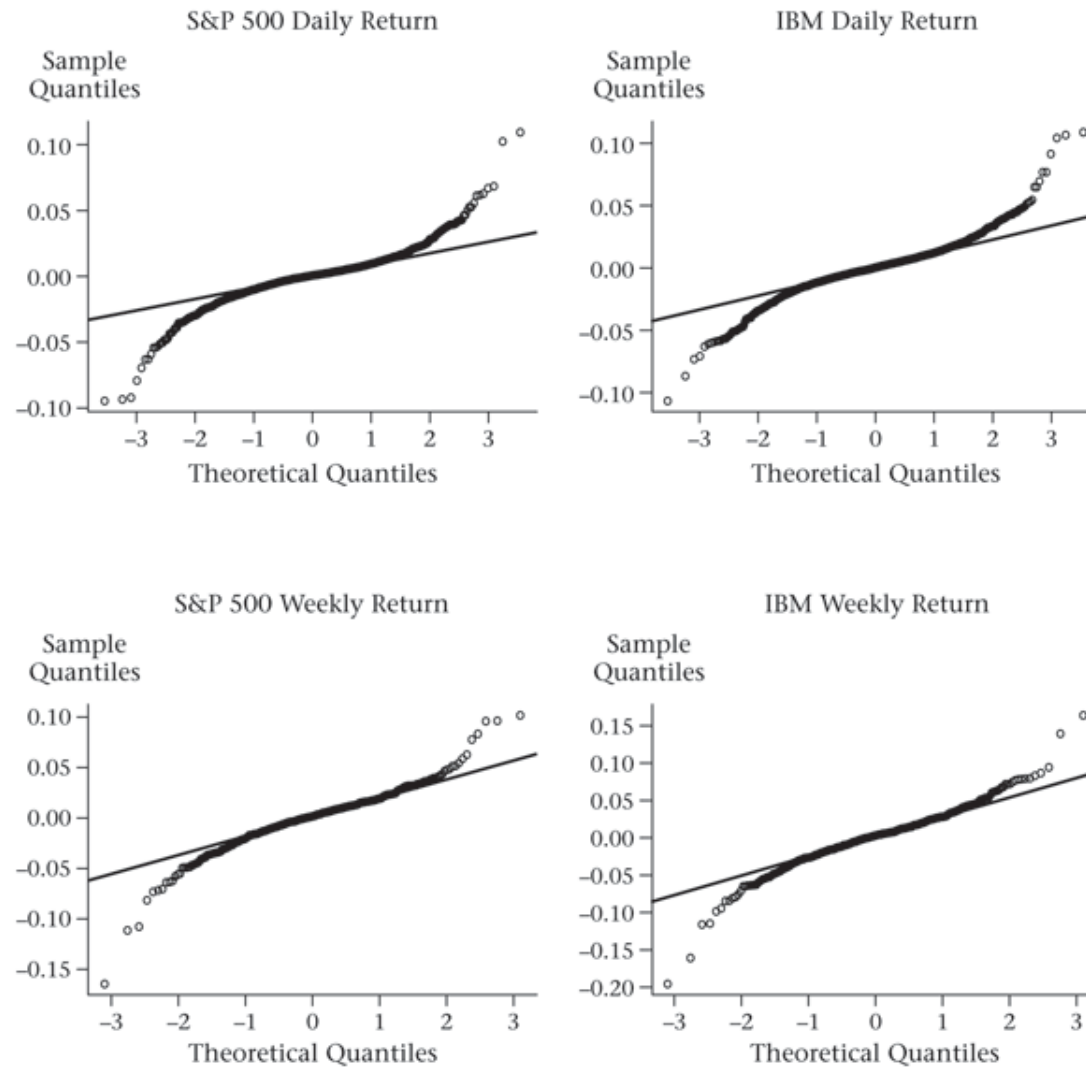 S&P 500 Daily Return
Sample
Quantiles
0.10
0.05
0.00
–0.05
–0.10
–3 –2 –1 0 1 2 3
Theoretical Quantiles
IBM Daily Return
Sample
Quantiles
0.10
0.05
0.00
–0.05
–0.10
–3 –2 –1 0 1 2 3
Theoretical Quantiles
S&P 500 Weekly Return
Sample
Quantiles
0.10
0.05
0.00
–0.05
–0.10
–0.15
–3 –2 –1 0 1 2 3
Theoretical Quantiles
IBM Weekly Return
Sample
Quantiles
0.15
0.10
0.05
0.00
–0.05
–0.10
–0.15
–0.20
–3 –2 –1 0 1 2 3
Theoretical Quantiles